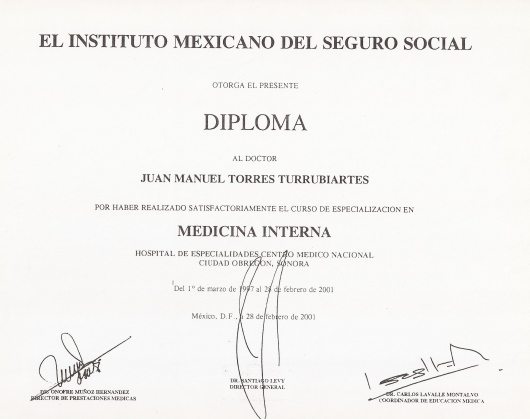 EL INSTITUTO MEXICANO DEL SEGURO SOCIAL
OTORGA EL PRESENTE
DIPLOMA
AL DOCTOR
JUAN MANUEL TORRES TURRUBIARTES
POR HABER REALIZADO SATISFACTORIAMENTE EL CURSO DE ESPECIALIZACION EN
MEDICINA INTERNA
HOSPITAL DE ESPECIALIDADES CENTRO MEDICO NACIONAL
CIUDAD OBREGON, SONORA
Del 1º de marzo de 1997 al 28 de febrero de 2001
México, D.F., a 28 de febrero de 2001
DR. ONOFRE MUÑOZ HERNANDEZ
DIRECTOR DE PRESTACIONES MEDICAS
DR. SANTIAGO LEVY
DIRECTOR GENERAL
DR. CARLOS LAVALLE MONTALVO
COORDINADOR DE EDUCACION MEDICA